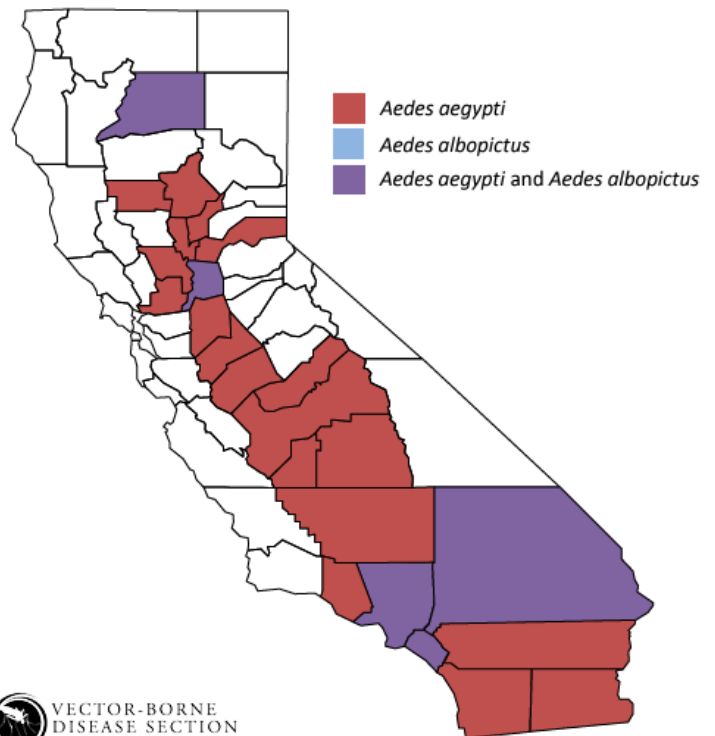 Aedes aegypti
Aedes albopictus
Aedes aegypti and Aedes albopictus
VECTOR-BORNE
DISEASE SECTION